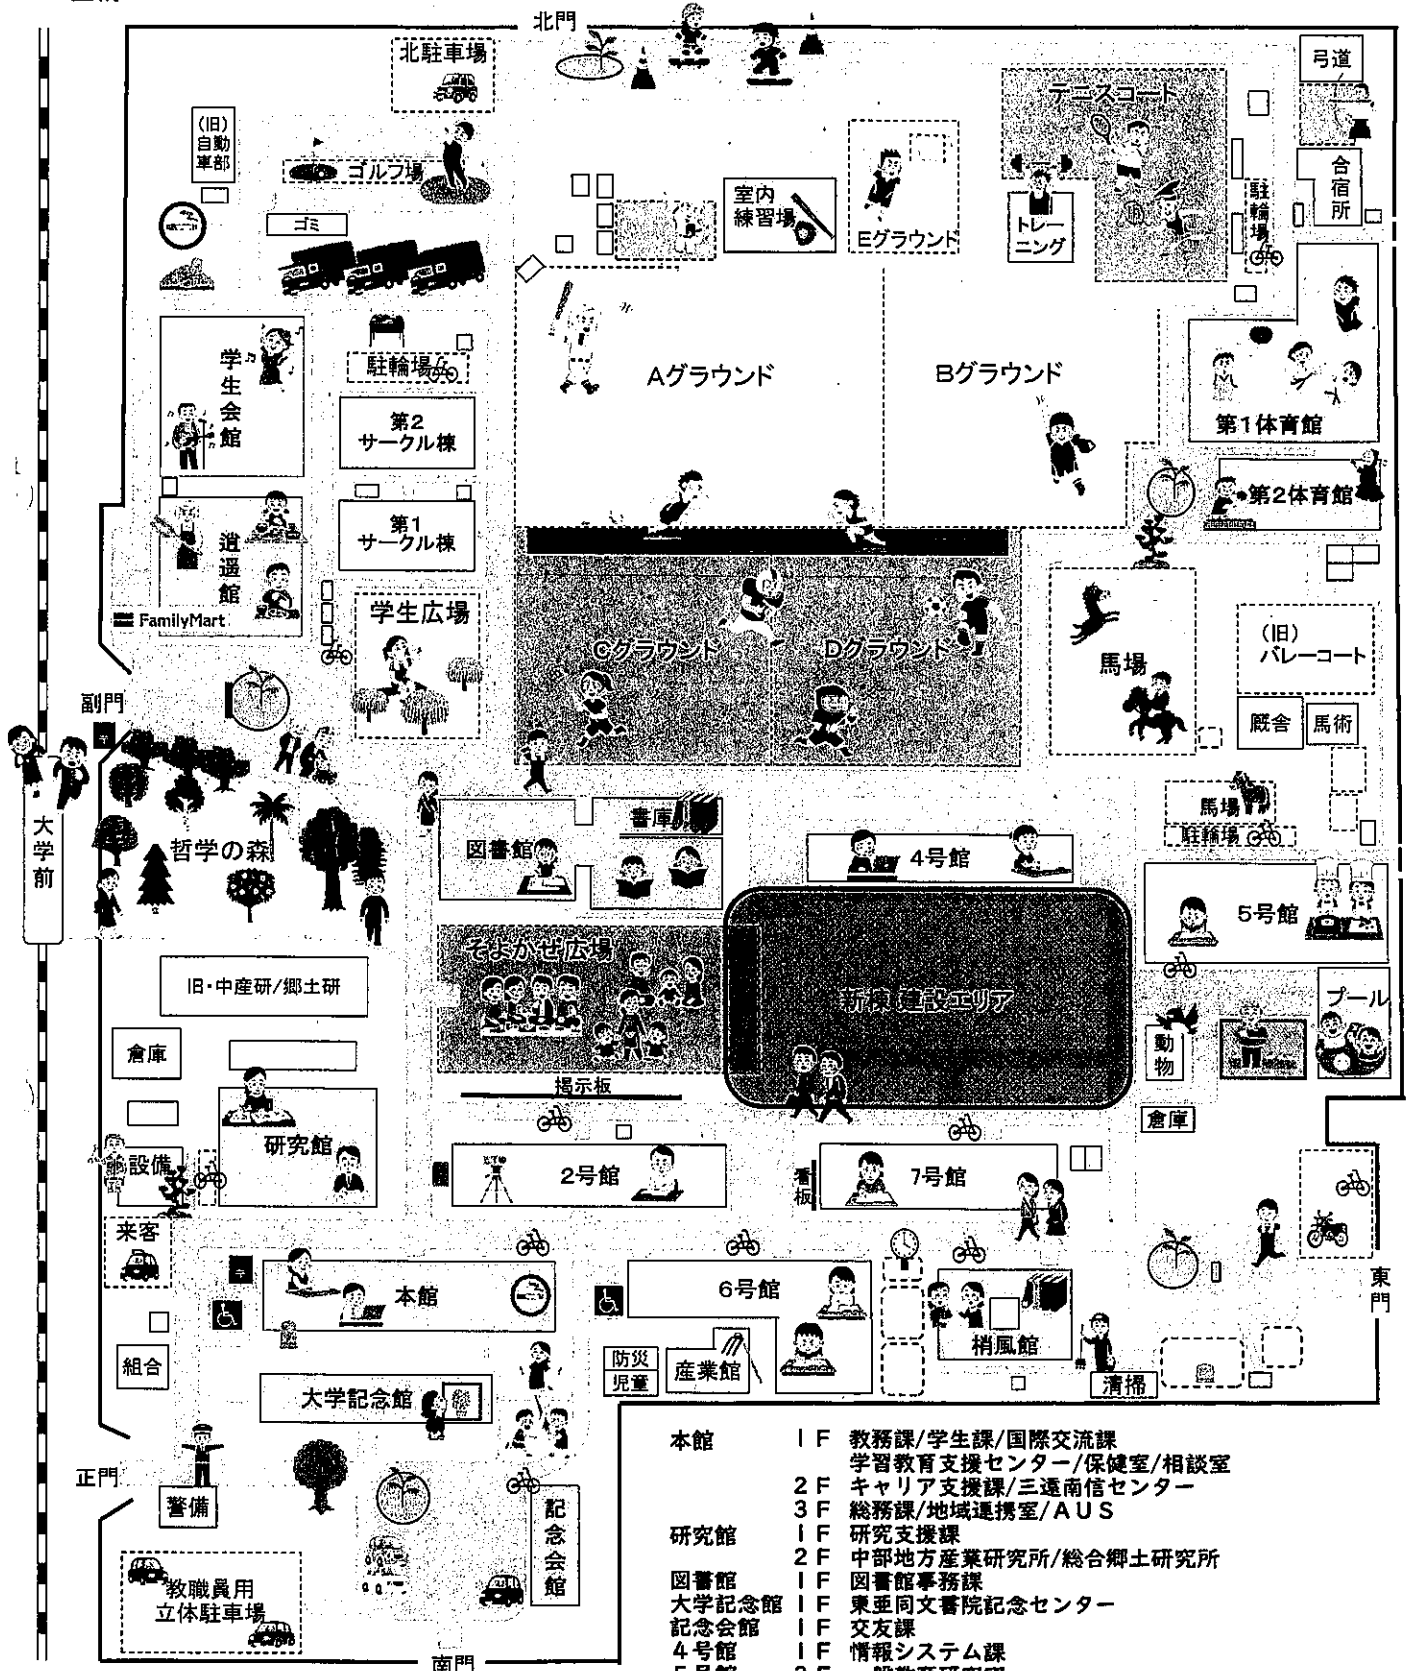 北門
北駐車場
弓道
テニスコート
(旧)
自動
車部
ゴルフ場
合
宿
所
室内
練習場
駐
輪
場
ゴミ
Eグラウンド
トレー
ニング
学
生
会
館
駐輪場
Aグラウンド
Bグラウンド
第2
サークル棟
第1体育館
第2体育館
逍
遥
館
第1
サークル棟
FamilyMart
学生広場
(旧)
バレーコート
Cグラウンド
Dグラウンド
馬場
副門
厩舎
馬術
大
学
前
哲学の森
図書館
書庫
馬場
駐輪場
4号館
5号館
そよかぜ広場
旧・中産研/郷土研
新棟 建設エリア
プール
倉庫
動
物
掲示板
倉庫
研究館
設備
2号館
看
板
7号館
来客
本館
6号館
東
門
梢風館
組合
防災
児童
産業館
大学記念館
清掃
正門
警備
記
念
会
館
教職員用
立体駐車場
南門
本館 1F 教務課/学生課/国際交流課
学習教育支援センター/保健室/相談室
2F キャリア支援課/三遠南信センター
3F 総務課/地域連携室/AUS
研究館 1F 研究支援課
2F 中部地方産業研究所/総合郷土研究所
図書館 1F 図書館事務課
大学記念館 1F 東亜同文書院記念センター
記念会館 1F 交友課
4号館 1F 情報システム課